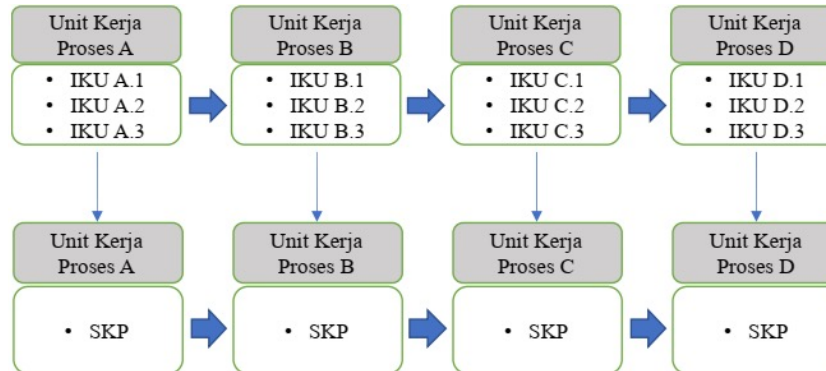 Unit Kerja
Proses A
• IKU A.1
• IKU A.2
• IKU A.3
Unit Kerja
Proses B
• IKU B.1
• IKU B.2
• IKU B.3
Unit Kerja
Proses C
• IKU C.1
• IKU C.2
• IKU C.3
Unit Kerja
Proses D
• IKU D.1
• IKU D.2
• IKU D.3
Unit Kerja
Proses A
• SKP
Unit Kerja
Proses B
• SKP
Unit Kerja
Proses C
• SKP
Unit Kerja
Proses D
• SKP